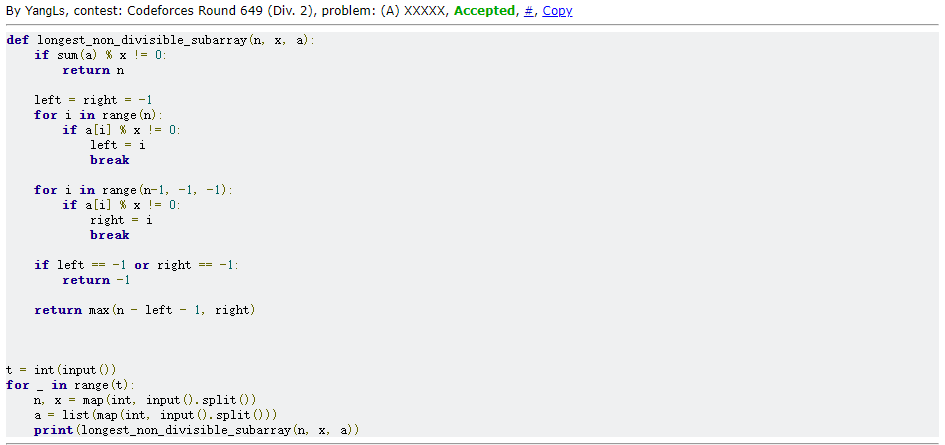 By YangLs, contest: Codeforces Round 649 (Div. 2), problem: (A) XXXXX, Accepted, #, Copy
def longest_non_divisible_subarray(n, x, a):
    if sum(a) % x != 0:
        return n
    left = right = -1
    for i in range(n):
        if a[i] % x != 0:
            left = i
            break
    for i in range(n-1, -1, -1):
        if a[i] % x != 0:
            right = i
            break
    if left == -1 or right == -1:
        return -1
    return max(n - left - 1, right)
t = int(input())
for _ in range(t):
    n, x = map(int, input().split())
    a = list(map(int, input().split()))
    print(longest_non_divisible_subarray(n, x, a))